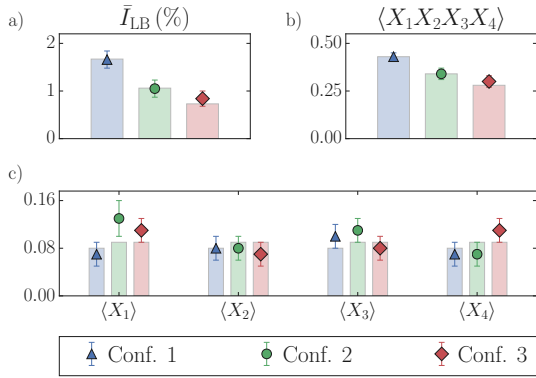 a) Ī_LB (%)
2
1
0
b) ⟨X₁X₂X₃X₄⟩
0.50
0.25
0.00
c)
0.16
0.08
0.00
⟨X₁⟩ ⟨X₂⟩ ⟨X₃⟩ ⟨X₄⟩
Conf. 1 Conf. 2 Conf. 3